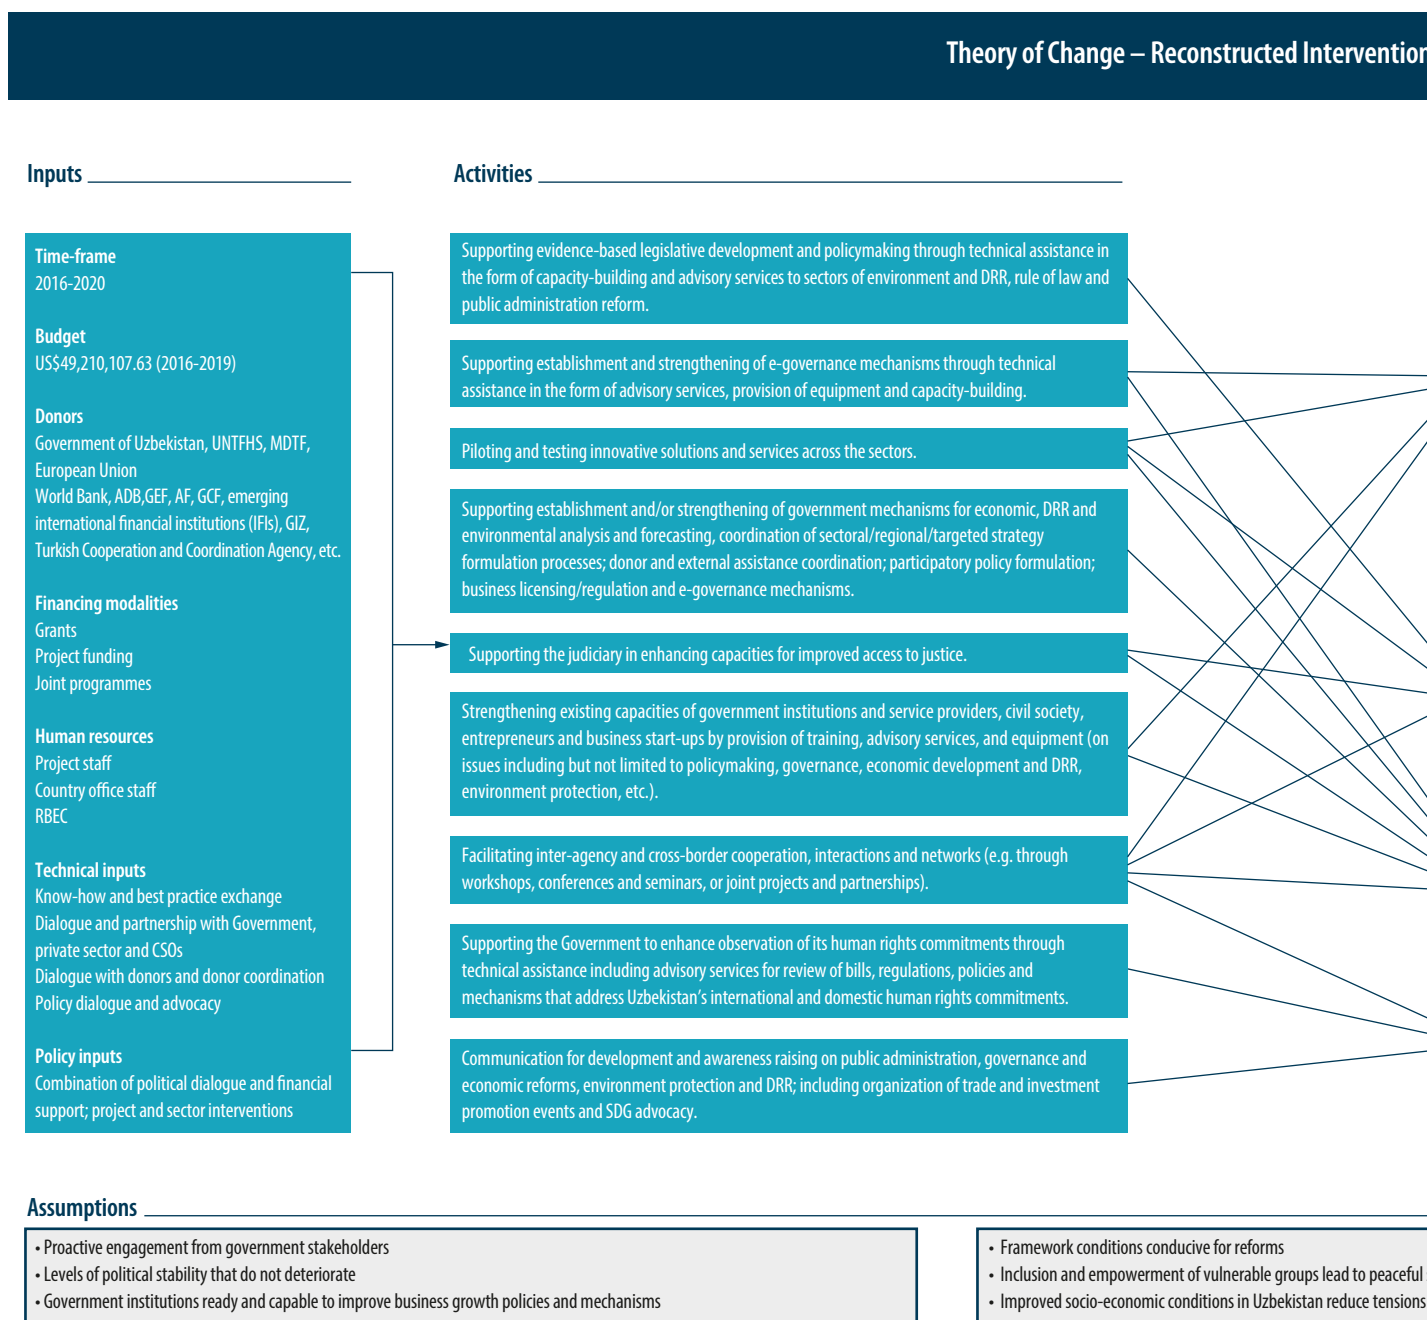 Theory of Change – Reconstructed Intervention
Inputs
Time-frame
2016-2020
Budget
US$49,210,107.63 (2016-2019)
Donors
Government of Uzbekistan, UNTFHS, MDTF,
European Union
World Bank, ADB,GEF, AF, GCF, emerging
international financial institutions (IFIs), GIZ,
Turkish Cooperation and Coordination Agency, etc.
Financing modalities
Grants
Project funding
Joint programmes
Human resources
Project staff
Country office staff
RBEC
Technical inputs
Know-how and best practice exchange
Dialogue and partnership with Government,
private sector and CSOs
Dialogue with donors and donor coordination
Policy dialogue and advocacy
Policy inputs
Combination of political dialogue and financial
support; project and sector interventions
Activities
Supporting evidence-based legislative development and policymaking through technical assistance in
the form of capacity-building and advisory services to sectors of environment and DRR, rule of law and
public administration reform.
Supporting establishment and strengthening of e-governance mechanisms through technical
assistance in the form of advisory services, provision of equipment and capacity-building.
Piloting and testing innovative solutions and services across the sectors.
Supporting establishment and/or strengthening of government mechanisms for economic, DRR and
environmental analysis and forecasting, coordination of sectoral/regional/targeted strategy
formulation processes; donor and external assistance coordination; participatory policy formulation;
business licensing/regulation and e-governance mechanisms.
Supporting the judiciary in enhancing capacities for improved access to justice.
Strengthening existing capacities of government institutions and service providers, civil society,
entrepreneurs and business start-ups by provision of training, advisory services, and equipment (on
issues including but not limited to policymaking, governance, economic development and DRR,
environment protection, etc.).
Facilitating inter-agency and cross-border cooperation, interactions and networks (e.g. through
workshops, conferences and seminars, or joint projects and partnerships).
Supporting the Government to enhance observation of its human rights commitments through
technical assistance including advisory services for review of bills, regulations, policies and
mechanisms that address Uzbekistan's international and domestic human rights commitments.
Communication for development and awareness raising on public administration, governance and
economic reforms, environment protection and DRR; including organization of trade and investment
promotion events and SDG advocacy.
Assumptions
• Proactive engagement from government stakeholders
• Levels of political stability that do not deteriorate
• Government institutions ready and capable to improve business growth policies and mechanisms
• Framework conditions conducive for reforms
• Inclusion and empowerment of vulnerable groups lead to peaceful
• Improved socio-economic conditions in Uzbekistan reduce tensions